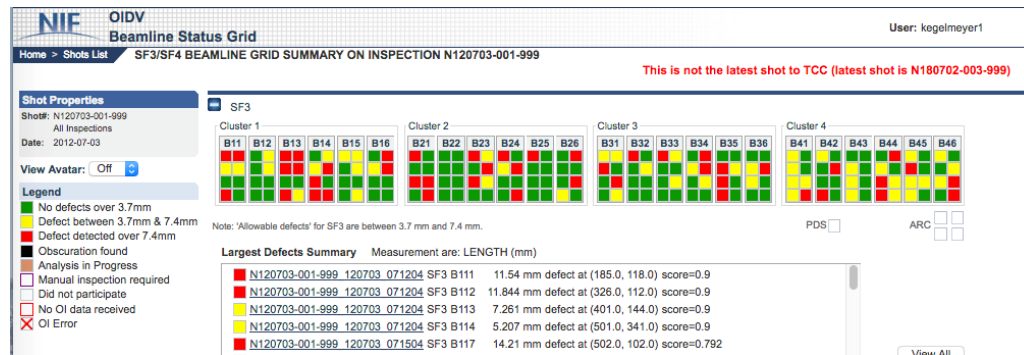 NIF
OIDV
Beamline Status Grid
User: kegelmeyer1
Home > Shots List
SF3/SF4 BEAMLINE GRID SUMMARY ON INSPECTION N120703-001-999
This is not the latest shot to TCC (latest shot is N180702-003-999)
Shot Properties
Shot#: N120703-001-999
All Inspections
Date: 2012-07-03
View Avatar: Off
Legend
No defects over 3.7mm
Defect between 3.7mm & 7.4mm
Defect detected over 7.4mm
Obscuration found
Analysis in Progress
Manual inspection required
Did not participate
No OI data received
OI Error
SF3
Cluster 1
B11 B12 B13 B14 B15 B16
Cluster 2
B21 B22 B23 B24 B25 B26
Cluster 3
B31 B32 B33 B34 B35 B36
Cluster 4
B41 B42 B43 B44 B45 B46
Note: 'Allowable defects' for SF3 are between 3.7 mm and 7.4 mm.
PDS
ARC
Largest Defects Summary Measurement are: LENGTH (mm)
N120703-001-999_120703_071204 SF3 B111 11.54 mm defect at (185.0, 118.0) score=0.9
N120703-001-999_120703_071204 SF3 B112 11.844 mm defect at (326.0, 112.0) score=0.9
N120703-001-999_120703_071204 SF3 B113 7.261 mm defect at (401.0, 144.0) score=0.9
N120703-001-999_120703_071204 SF3 B114 5.207 mm defect at (501.0, 341.0) score=0.9
N120703-001-999_120703_071504 SF3 B117 14.21 mm defect at (502.0, 102.0) score=0.792
View All